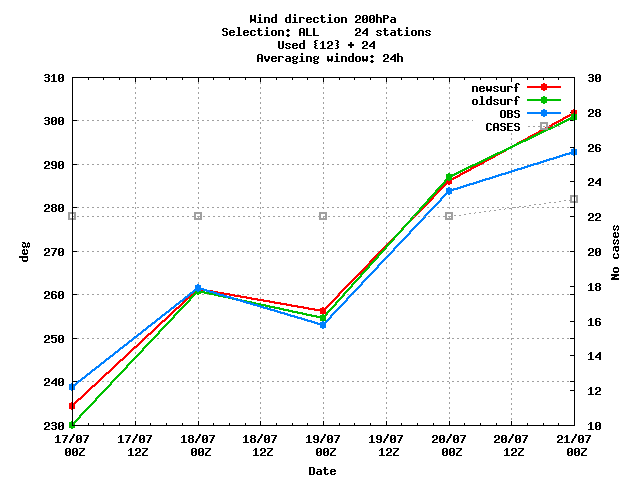 Wind direction 200hPa
Selection: ALL     24 stations
Used {12} + 24
Averaging window: 24h
newsurf
oldsurf
OBS
CASES
deg
310
300
290
280
270
260
250
240
230
30
28
26
24
22
20
18
16
14
12
10
No cases
17/07 17/07 18/07 18/07 19/07 19/07 20/07 20/07 21/07
00Z 12Z 00Z 12Z 00Z 12Z 00Z 12Z 00Z
Date